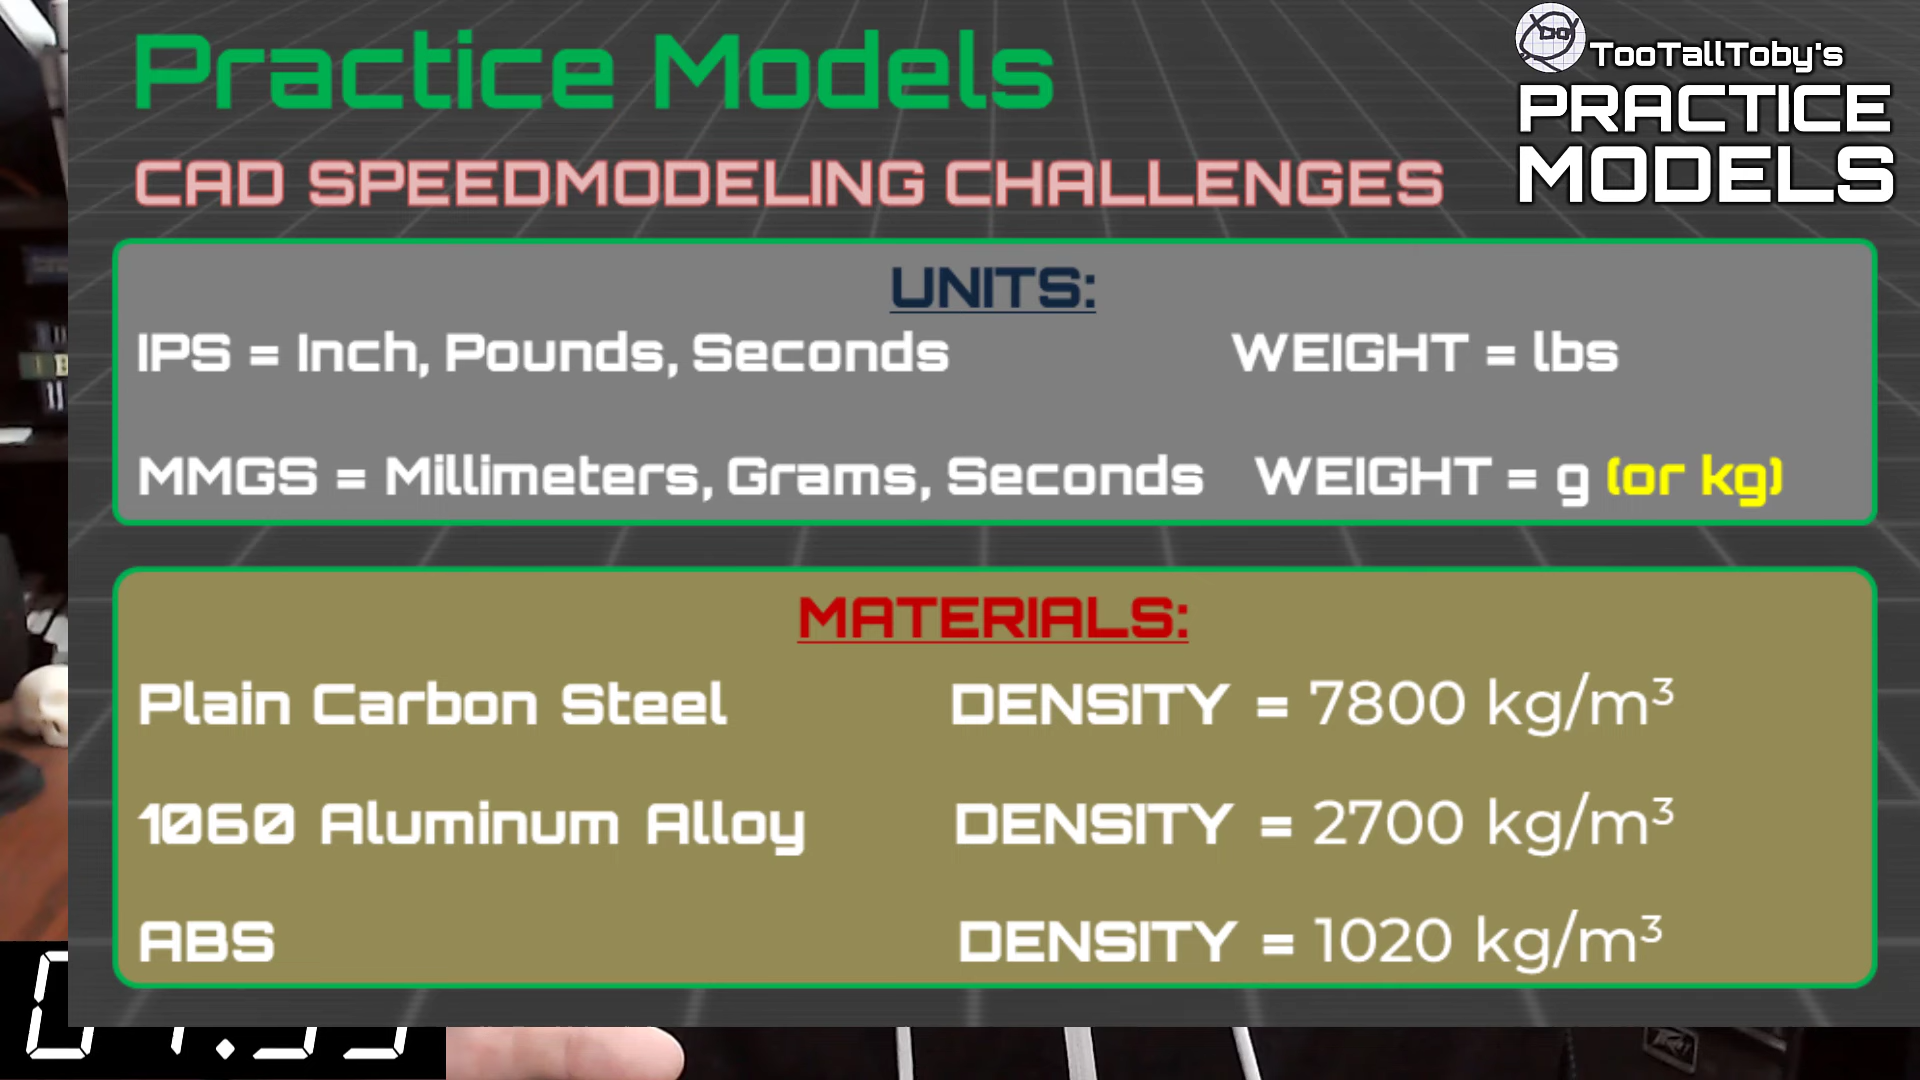 Practice Models
TooTallToby's
PRACTICE
MODELS
CAD SPEEDMODELING CHALLENGES
UNITS:
IPS = Inch, Pounds, Seconds WEIGHT = lbs
MMGS = Millimeters, Grams, Seconds WEIGHT = g (or kg)
MATERIALS:
Plain Carbon Steel DENSITY = 7800 kg/m³
1060 Aluminum Alloy DENSITY = 2700 kg/m³
ABS DENSITY = 1020 kg/m³